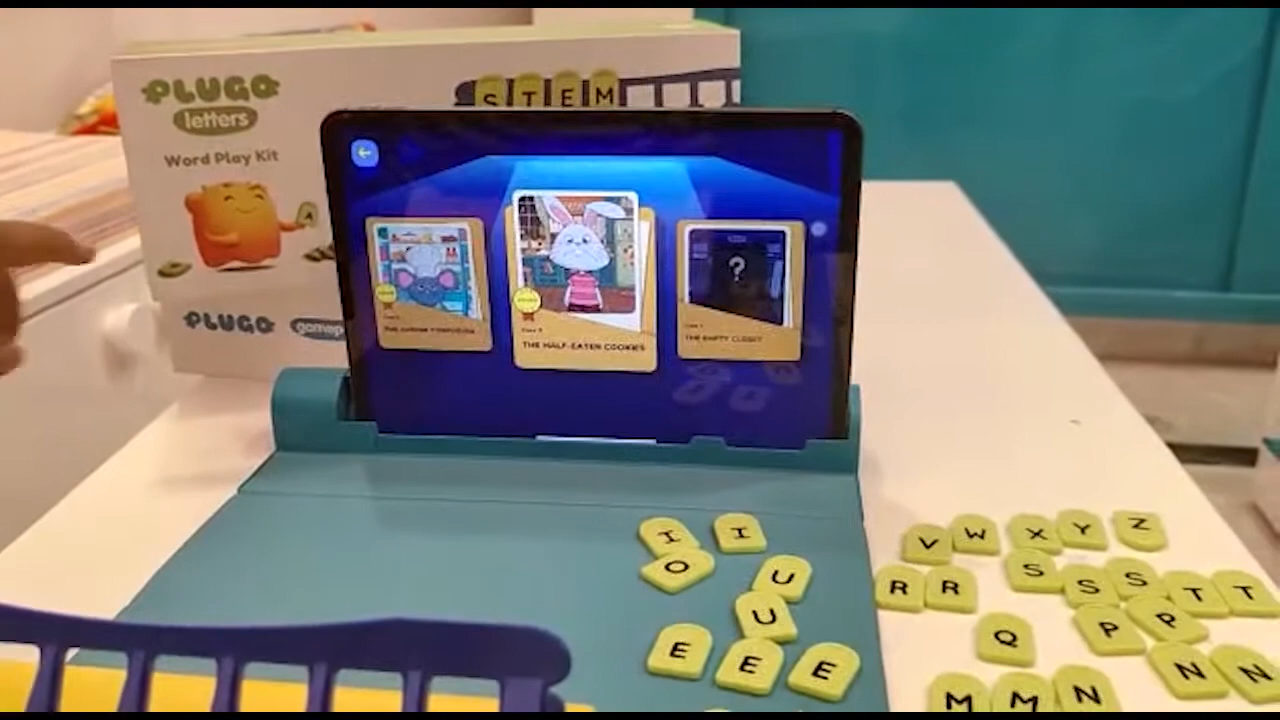 PLUGO
letters
Word Play Kit
STEM
A
PLUGO
THE HALF-EATEN COOKIES
?
THE EMPTY CLOSET
I I
O U
U
E E E
V W X Y Z
R R S S S T T
Q P P
M M N N N